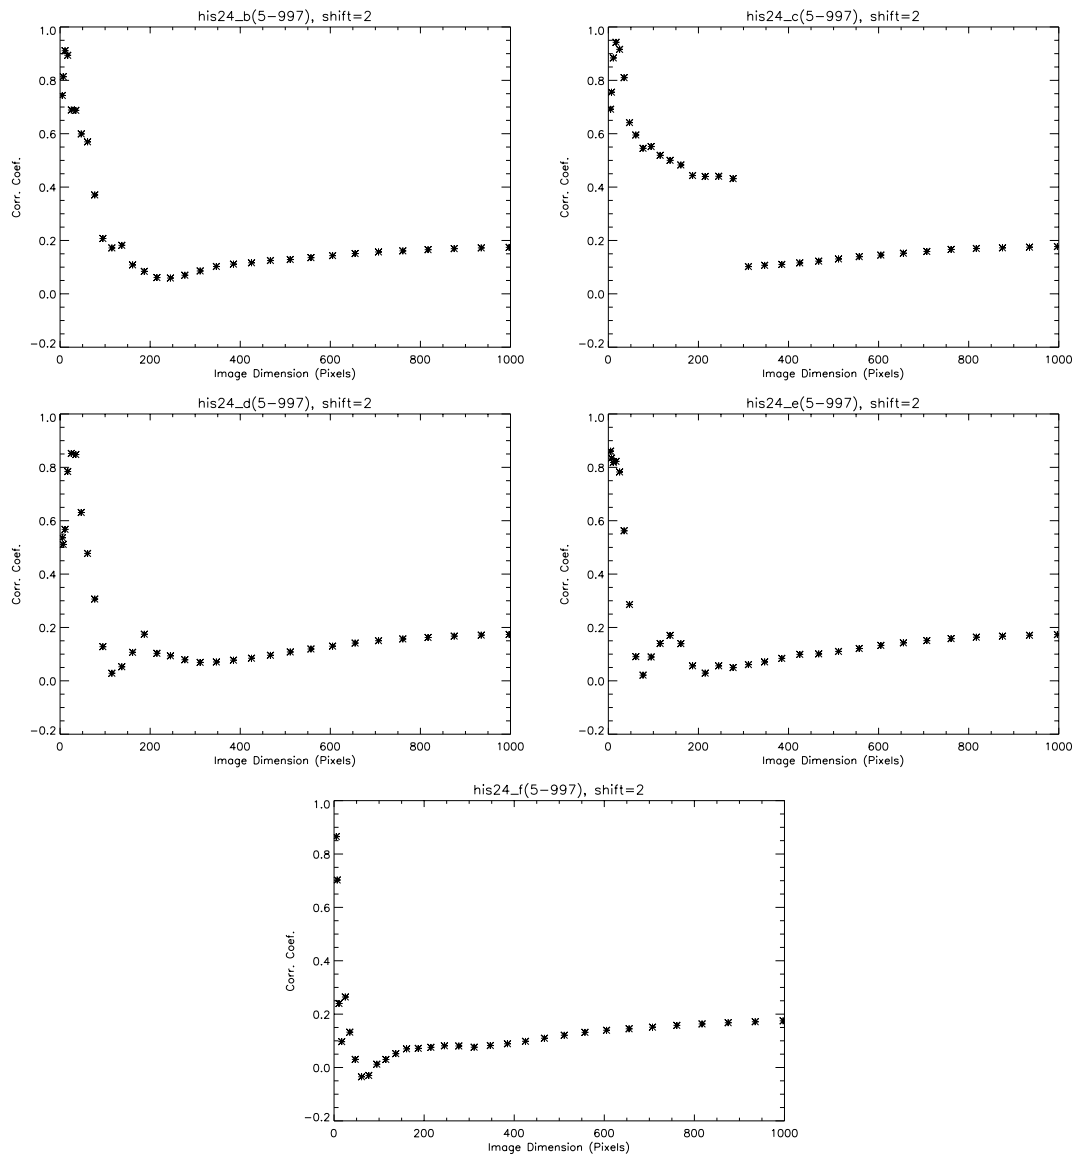 his24_b(5−997), shift=2
1.0
0.8
0.6
0.4
0.2
0.0
−0.2
Corr. Coef.
0 200 400 600 800 1000
Image Dimension (Pixels)
his24_c(5−997), shift=2
1.0
0.8
0.6
0.4
0.2
0.0
−0.2
Corr. Coef.
0 200 400 600 800 1000
Image Dimension (Pixels)
his24_d(5−997), shift=2
1.0
0.8
0.6
0.4
0.2
0.0
−0.2
Corr. Coef.
0 200 400 600 800 1000
Image Dimension (Pixels)
his24_e(5−997), shift=2
1.0
0.8
0.6
0.4
0.2
0.0
−0.2
Corr. Coef.
0 200 400 600 800 1000
Image Dimension (Pixels)
his24_f(5−997), shift=2
1.0
0.8
0.6
0.4
0.2
0.0
−0.2
Corr. Coef.
0 200 400 600 800 1000
Image Dimension (Pixels)